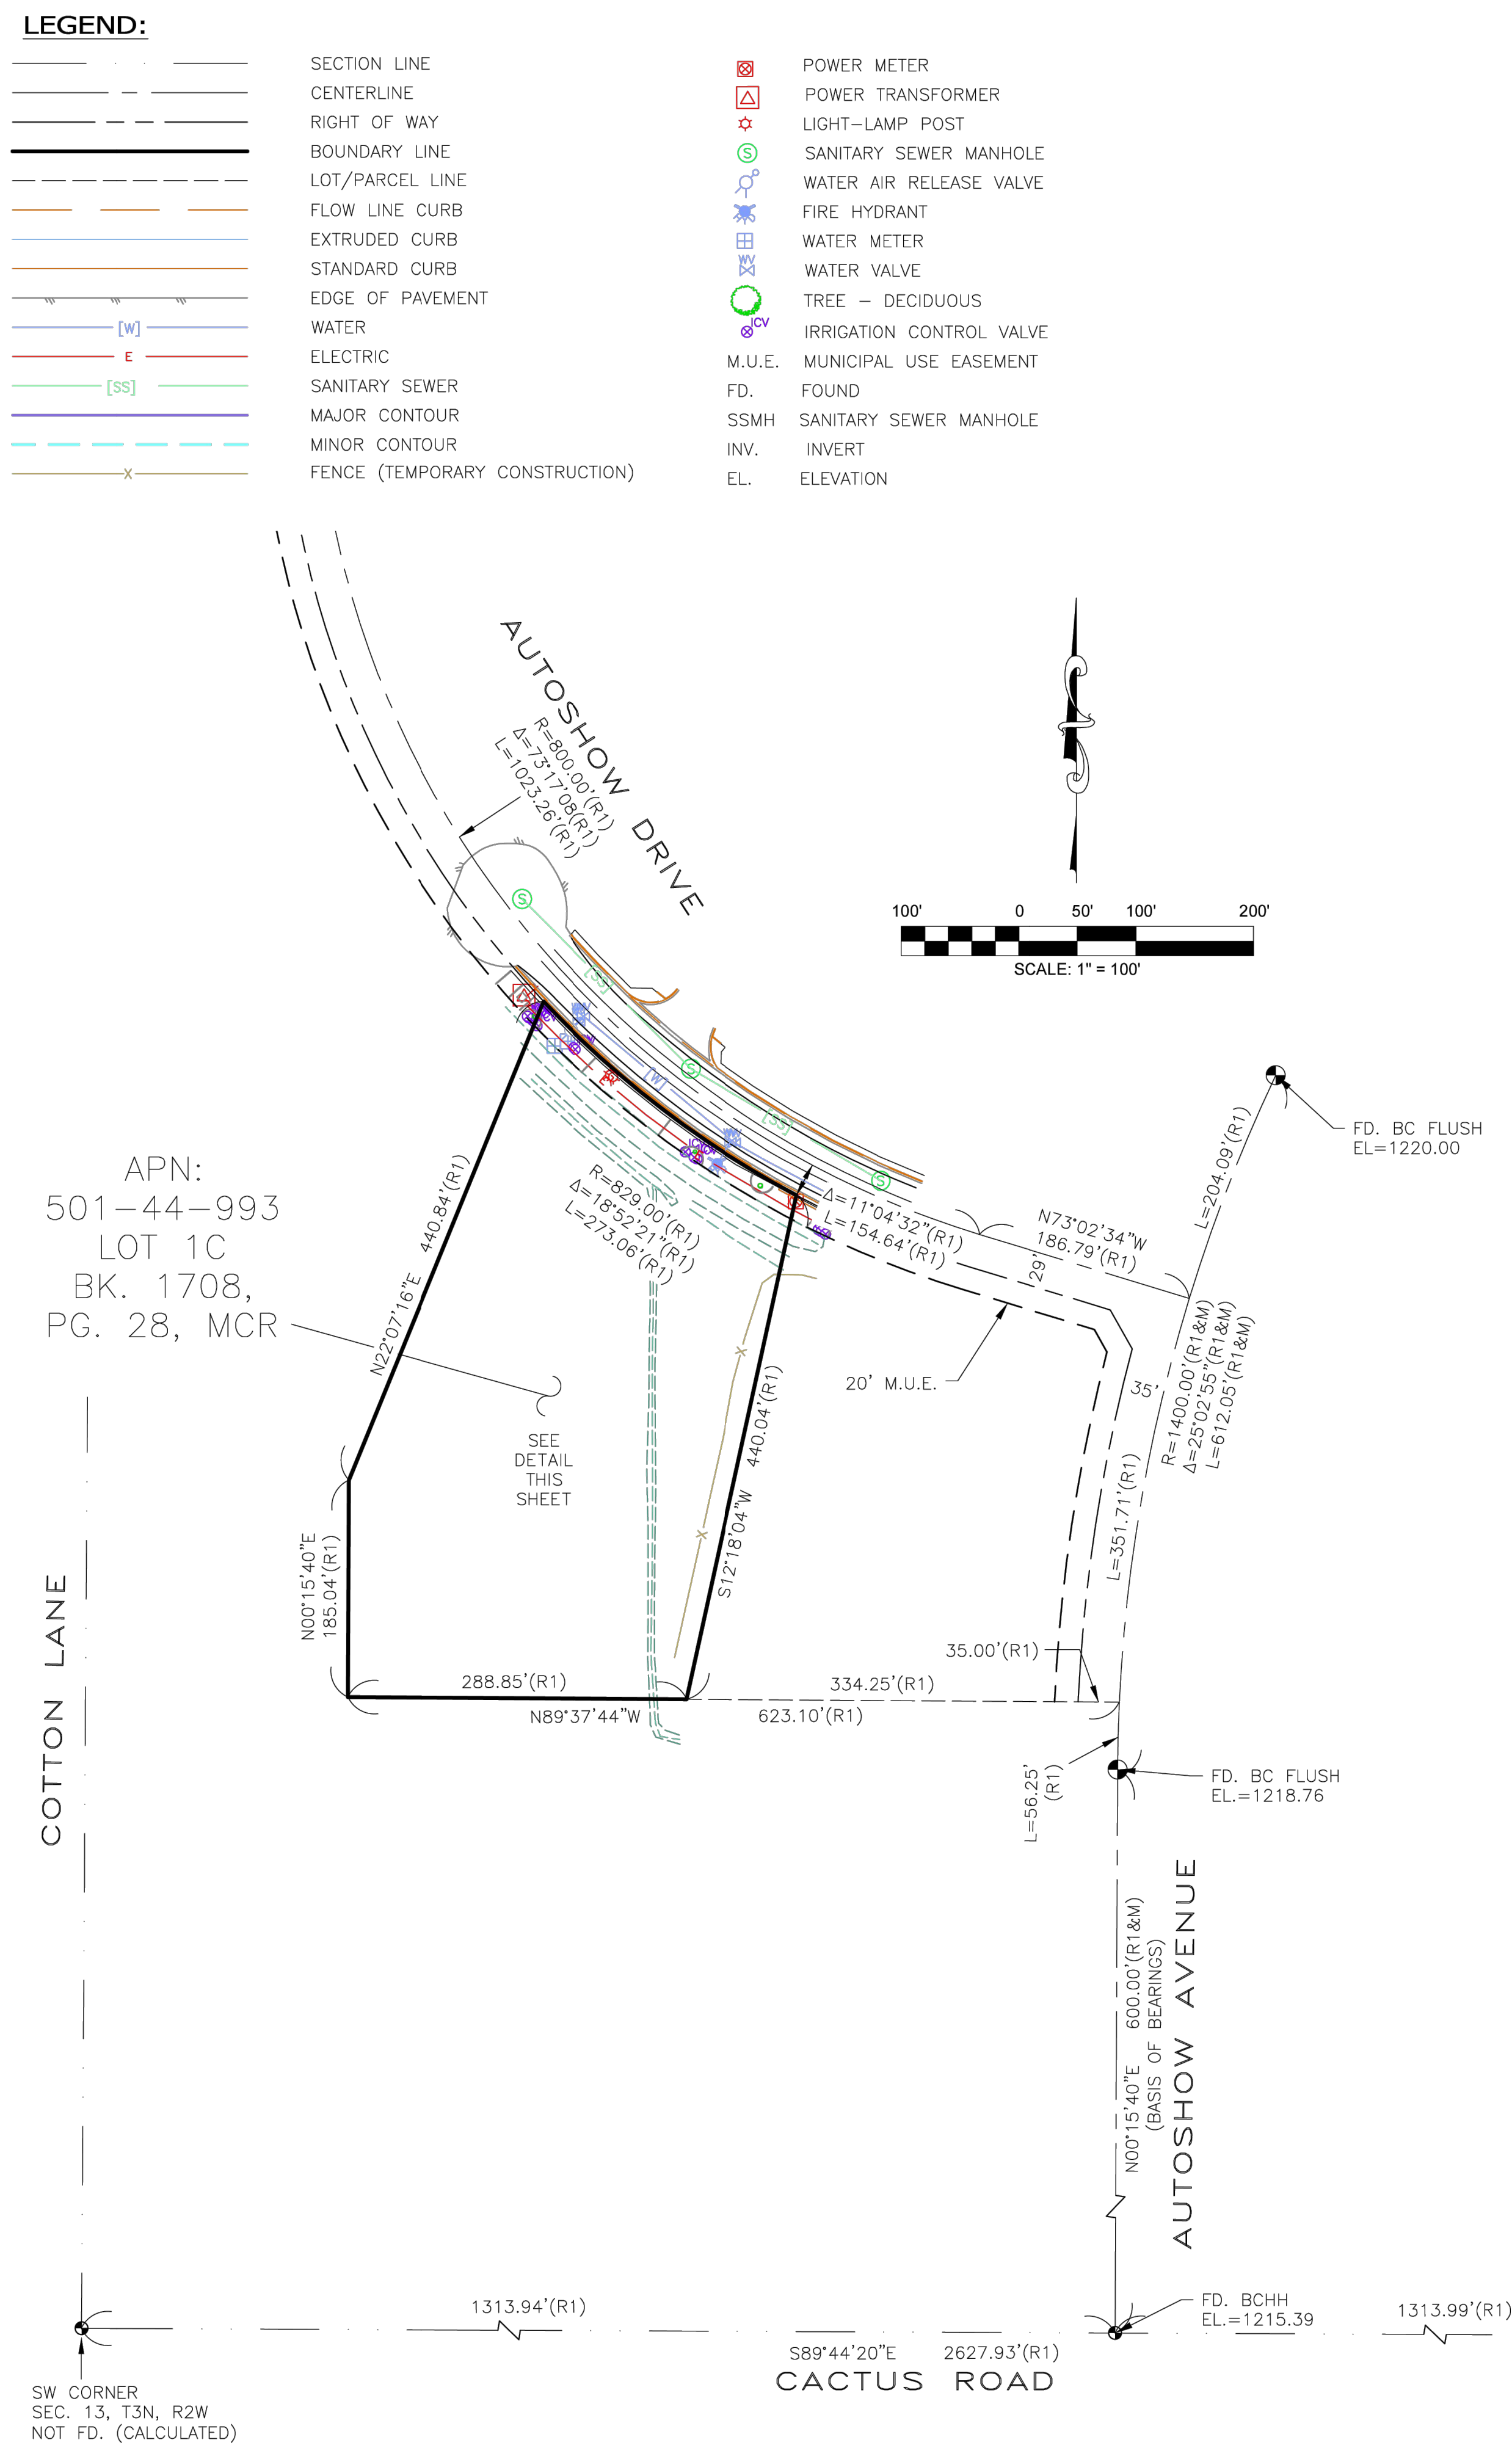 LEGEND:
SECTION LINE
CENTERLINE
RIGHT OF WAY
BOUNDARY LINE
LOT/PARCEL LINE
FLOW LINE CURB
EXTRUDED CURB
STANDARD CURB
EDGE OF PAVEMENT
[W] WATER
E ELECTRIC
[SS] SANITARY SEWER
MAJOR CONTOUR
MINOR CONTOUR
X FENCE (TEMPORARY CONSTRUCTION)
POWER METER
POWER TRANSFORMER
LIGHT-LAMP POST
S SANITARY SEWER MANHOLE
WATER AIR RELEASE VALVE
FIRE HYDRANT
WATER METER
WV WATER VALVE
TREE - DECIDUOUS
ICV IRRIGATION CONTROL VALVE
M.U.E. MUNICIPAL USE EASEMENT
FD. FOUND
SSMH SANITARY SEWER MANHOLE
INV. INVERT
EL. ELEVATION
AUTOSHOW DRIVE
R=800.00'(R1)
Δ=73°17'08(R1)
L=1023.26'(R1)
100' 0 50' 100' 200'
SCALE: 1" = 100'
S
[SS]
S
[W]
[SS]
S
E
FD. BC FLUSH
EL=1220.00
L=204.09'(R1)
APN:
501-44-993
LOT 1C
BK. 1708,
PG. 28, MCR
N22°07'16"E 440.84'(R1)
R=829.00'(R1)
Δ=18°52'21"(R1)
L=273.06'(R1)
Δ=11°04'32"(R1)
L=154.64'(R1)
N73°02'34"W
186.79'(R1)
29'
R=1400.00'(R1&M)
Δ=25°02'55"(R1&M)
L=612.05'(R1&M)
20' M.U.E.
35'
X
X
SEE
DETAIL
THIS
SHEET
S12°18'04"W 440.04'(R1)
L=351.71'(R1)
N00°15'40"E
185.04'(R1)
COTTON LANE
35.00'(R1)
288.85'(R1)
334.25'(R1)
N89°37'44"W
623.10'(R1)
L=56.25'
(R1)
FD. BC FLUSH
EL.=1218.76
N00°15'40"E 600.00'(R1&M)
(BASIS OF BEARINGS)
AUTOSHOW AVENUE
FD. BCHH
EL.=1215.39
1313.94'(R1)
1313.99'(R1)
S89°44'20"E 2627.93'(R1)
CACTUS ROAD
SW CORNER
SEC. 13, T3N, R2W
NOT FD. (CALCULATED)